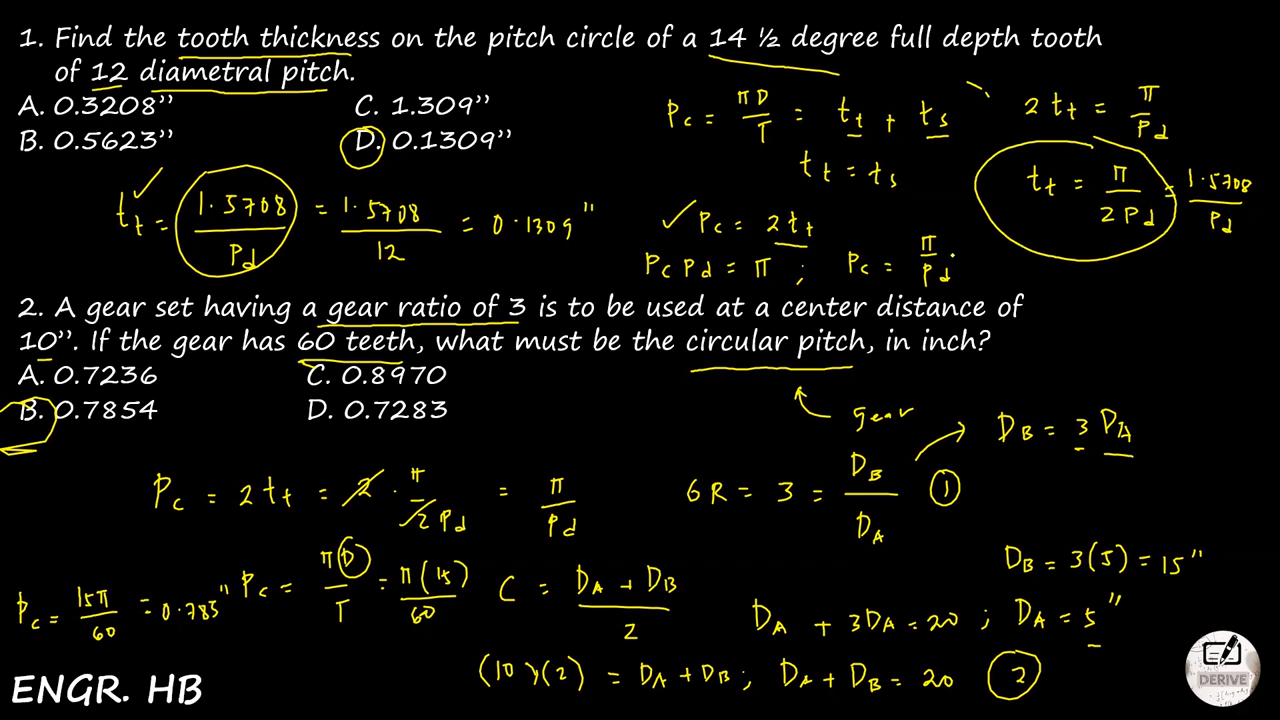 1. Find the tooth thickness on the pitch circle of a 14 ½ degree full depth tooth
of 12 diametral pitch.
A. 0.3208” C. 1.309”
B. 0.5623” D. 0.1309”
Pc = πD/T = tt + ts
tt = ts
2tt = π/Pd
tt = π/2Pd = 1.5708/Pd
tt = 1.5708/Pd = 1.5708/12 = 0.1309"
Pc = 2tt
Pc Pd = π ; Pc = π/Pd
2. A gear set having a gear ratio of 3 is to be used at a center distance of
10”. If the gear has 60 teeth, what must be the circular pitch, in inch?
A. 0.7236 C. 0.8970
B. 0.7854 D. 0.7283
gear
DB = 3 DA
Pc = 2tt = 2 · π/2Pd = π/Pd
GR = 3 = DB/DA 1
DB = 3(5) = 15"
Pc = 15π/60 = 0.785"
Pc = πD/T = π(15)/60
C = DA + DB/2
DA + 3DA = 20 ; DA = 5"
(10)(2) = DA + DB ; DA + DB = 20 2
ENGR. HB
DERIVE